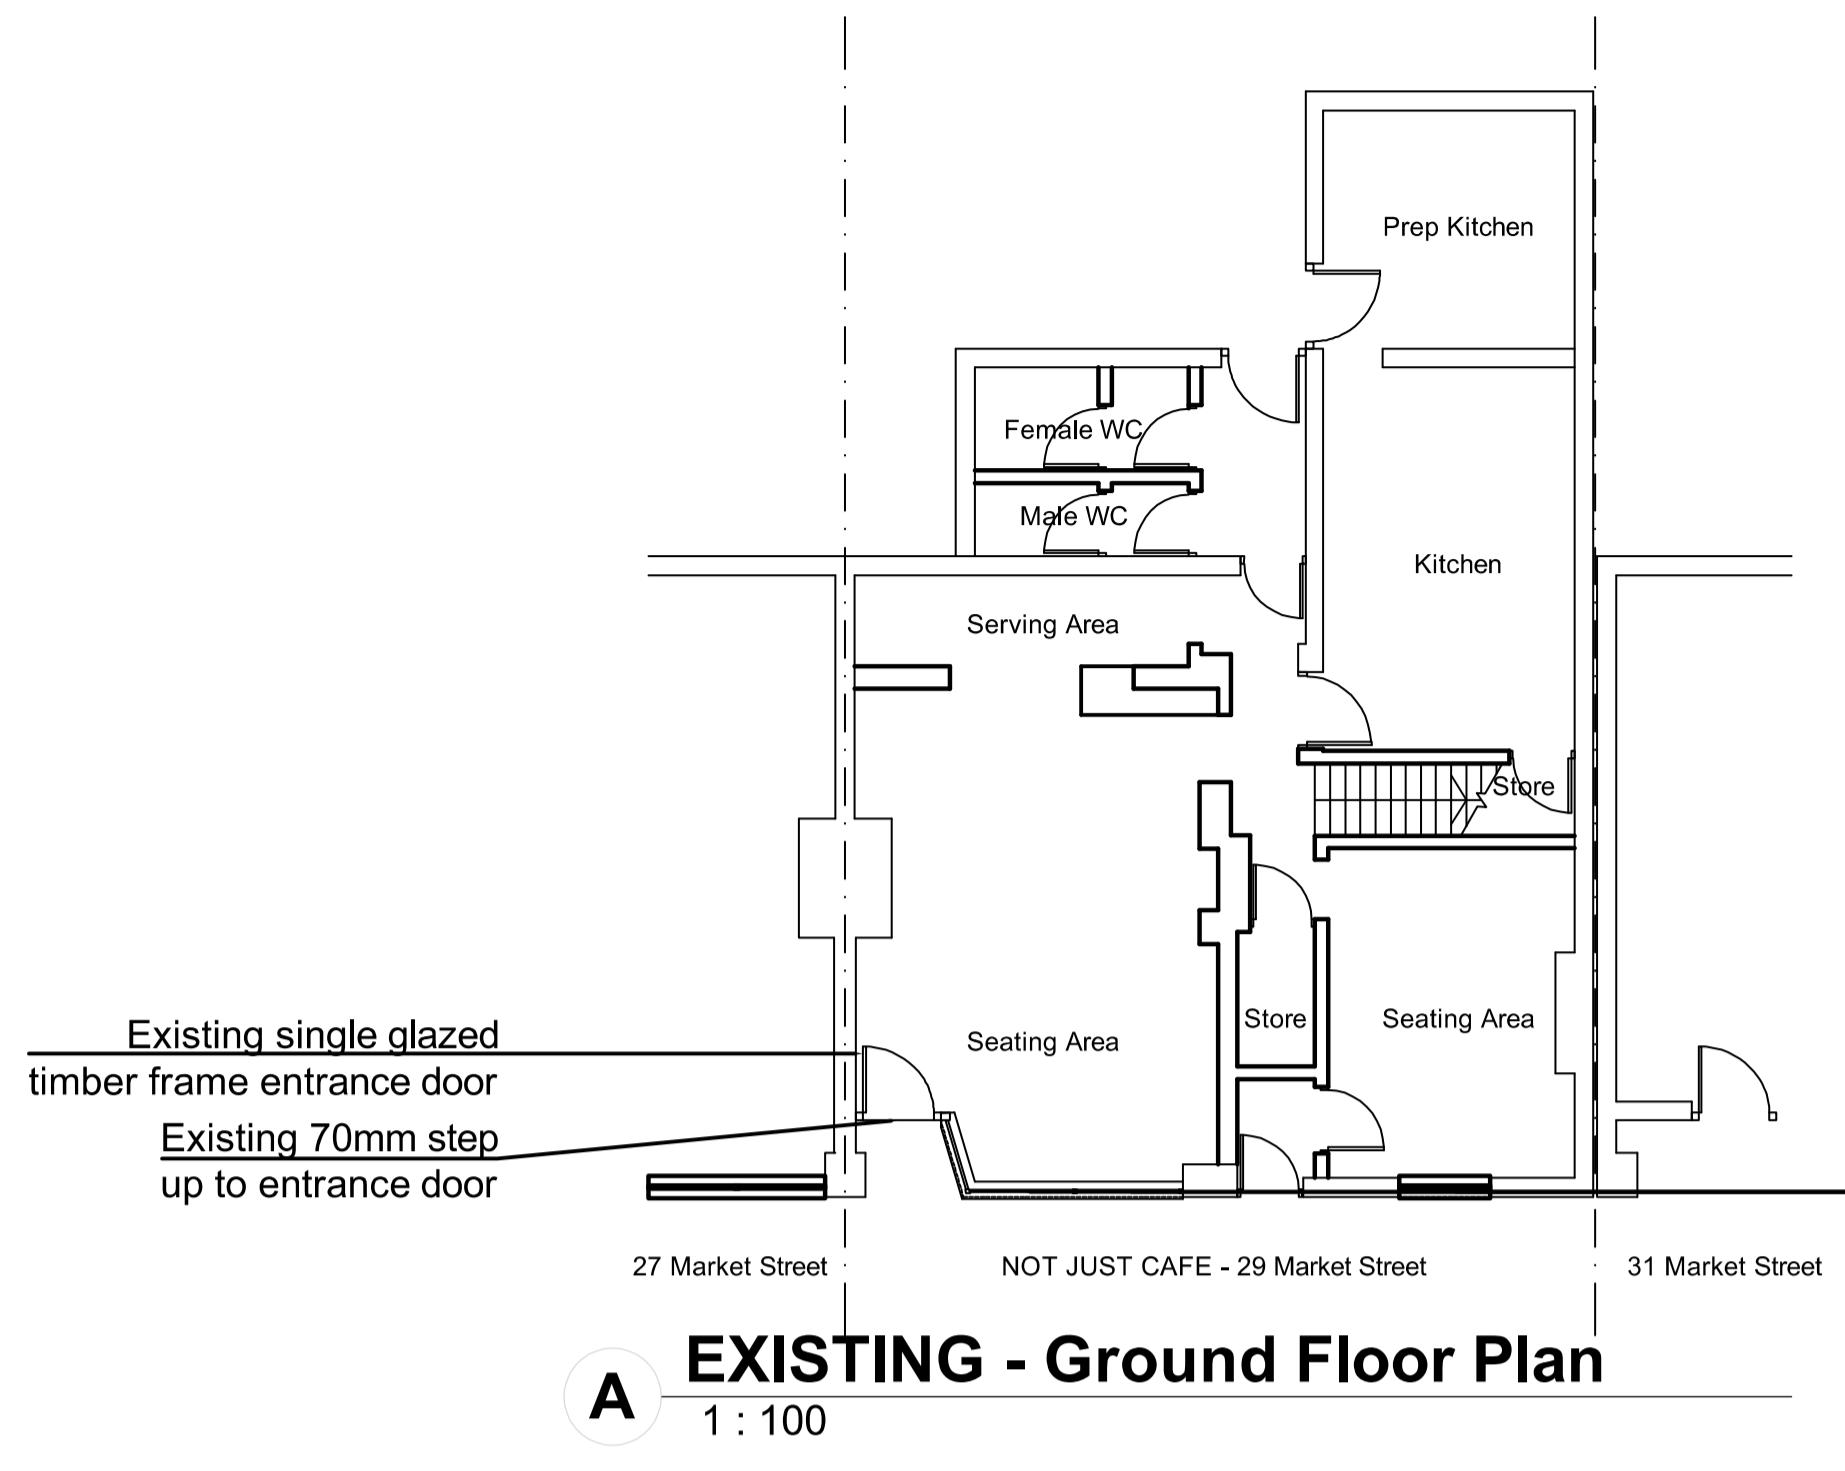 Prep Kitchen
Female WC
Male WC
Kitchen
Serving Area
Store
Store
Seating Area
Seating Area
Existing single glazed
timber frame entrance door
Existing 70mm step
up to entrance door
27 Market Street
NOT JUST CAFE - 29 Market Street
31 Market Street
A
EXISTING - Ground Floor Plan
1 : 100